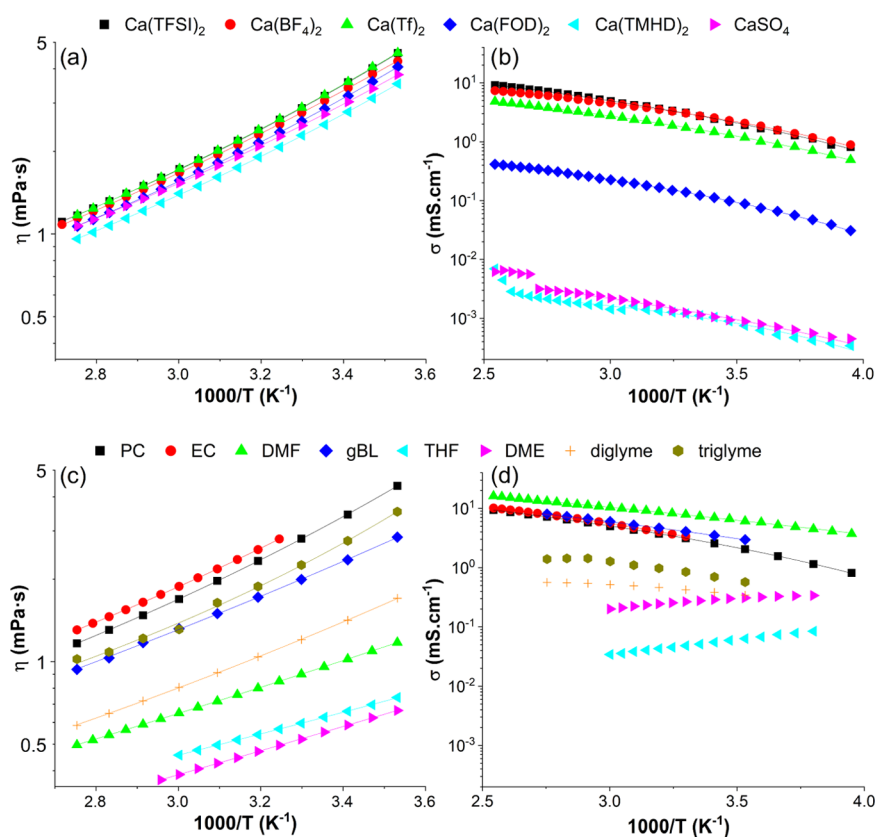 Ca(TFSI)₂ Ca(BF₄)₂ Ca(Tf)₂ Ca(FOD)₂ Ca(TMHD)₂ CaSO₄
(a)
5
1
0.5
η (mPa·s)
2.8 3.0 3.2 3.4 3.6
1000/T (K⁻¹)
(b)
10¹
10⁰
10⁻¹
10⁻²
10⁻³
σ (mS.cm⁻¹)
2.5 3.0 3.5 4.0
1000/T (K⁻¹)
PC EC DMF gBL THF DME diglyme triglyme
(c)
5
1
0.5
η (mPa·s)
2.8 3.0 3.2 3.4 3.6
1000/T (K⁻¹)
(d)
10¹
10⁰
10⁻¹
10⁻²
10⁻³
σ (mS.cm⁻¹)
2.5 3.0 3.5 4.0
1000/T (K⁻¹)